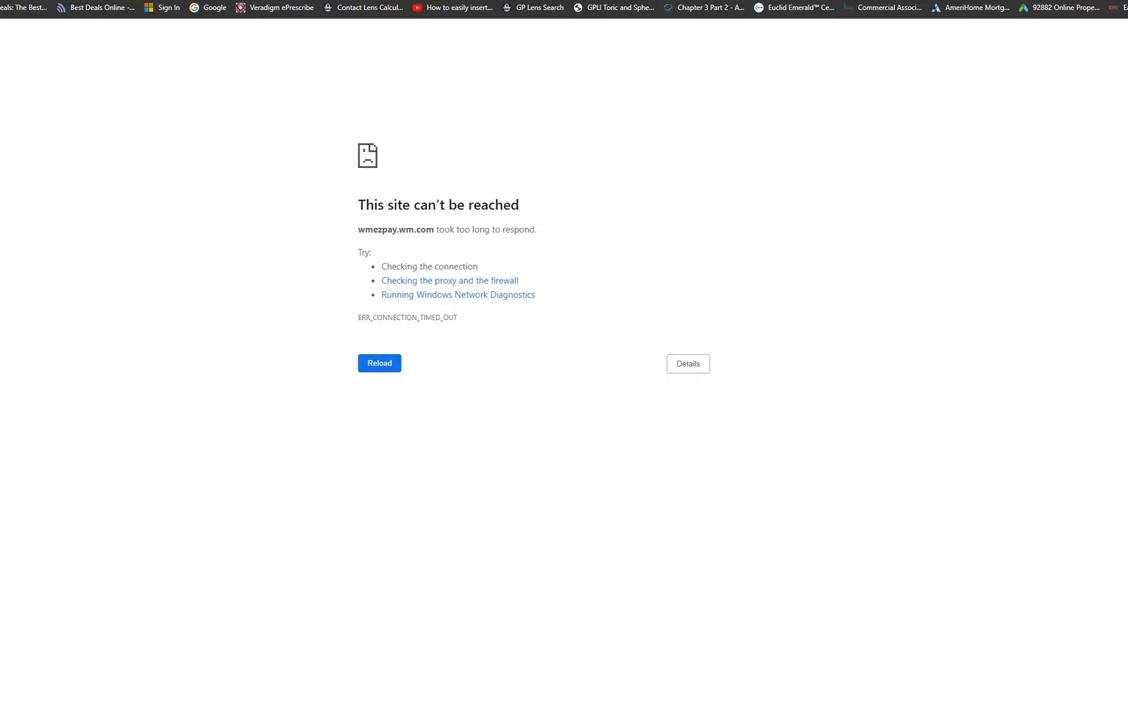 eals: The Best... Best Deals Online -... Sign In Google Veradigm ePrescribe Contact Lens Calcul... How to easily insert... GP Lens Search GPLI Toric and Sphe... Chapter 3 Part 2 - A... Euclid Emerald™ Ce... Commercial Associ... AmeriHome Mortg... 92882 Online Prope...
This site can't be reached
wmezpay.wm.com took too long to respond.
Try:
• Checking the connection
• Checking the proxy and the firewall
• Running Windows Network Diagnostics
ERR_CONNECTION_TIMED_OUT
Reload Details